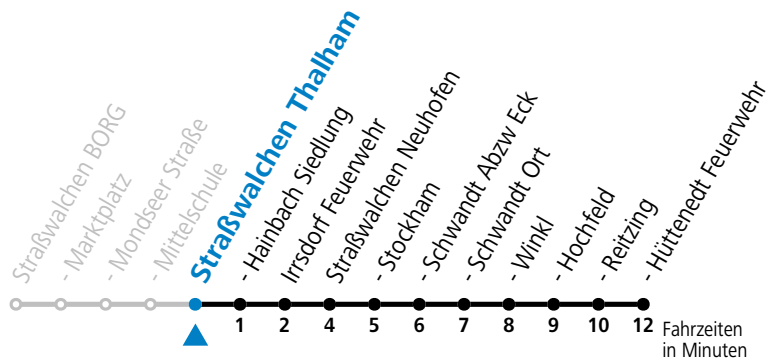 Straßwalchen BORG
- Marktplatz
- Mondseer Straße
- Mittelschule
Straßwalchen Thalham
- Hainbach Siedlung
Irrsdorf Feuerwehr
Straßwalchen Neuhofen
- Stockham
- Schwandt Abzw Eck
- Schwandt Ort
- Winkl
- Hochfeld
- Reitzing
- Hüttenedt Feuerwehr
1 2 4 5 6 7 8 9 10 12 Fahrzeiten
in Minuten